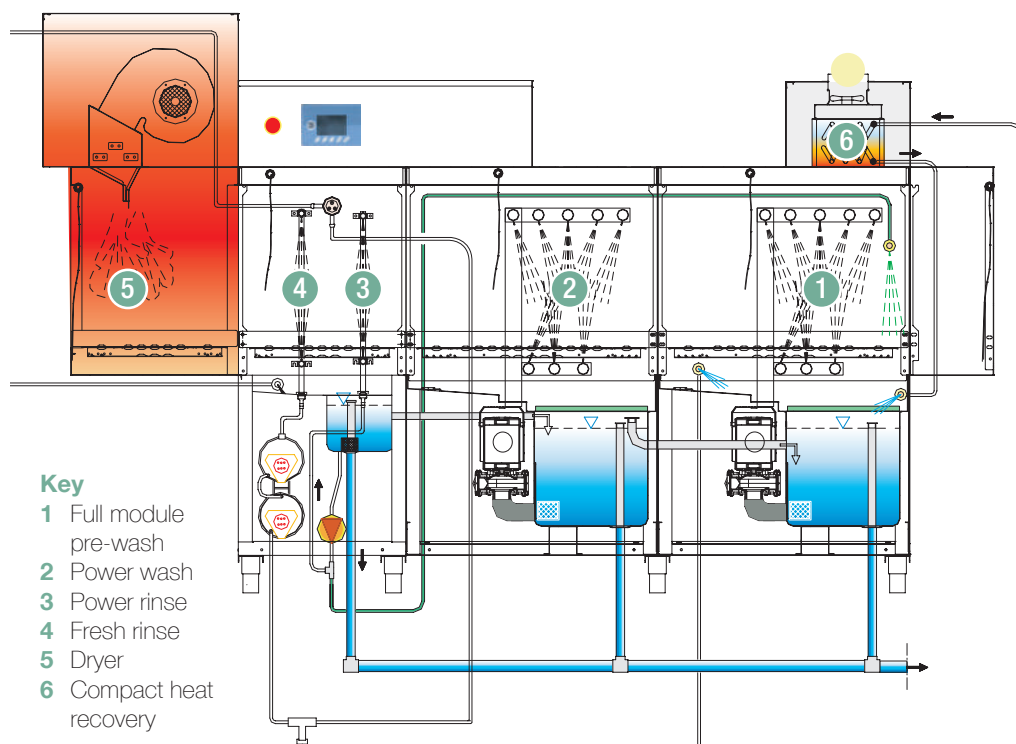 6
5
4
3
2
1
Key
1 Full module
pre-wash
2 Power wash
3 Power rinse
4 Fresh rinse
5 Dryer
6 Compact heat
recovery